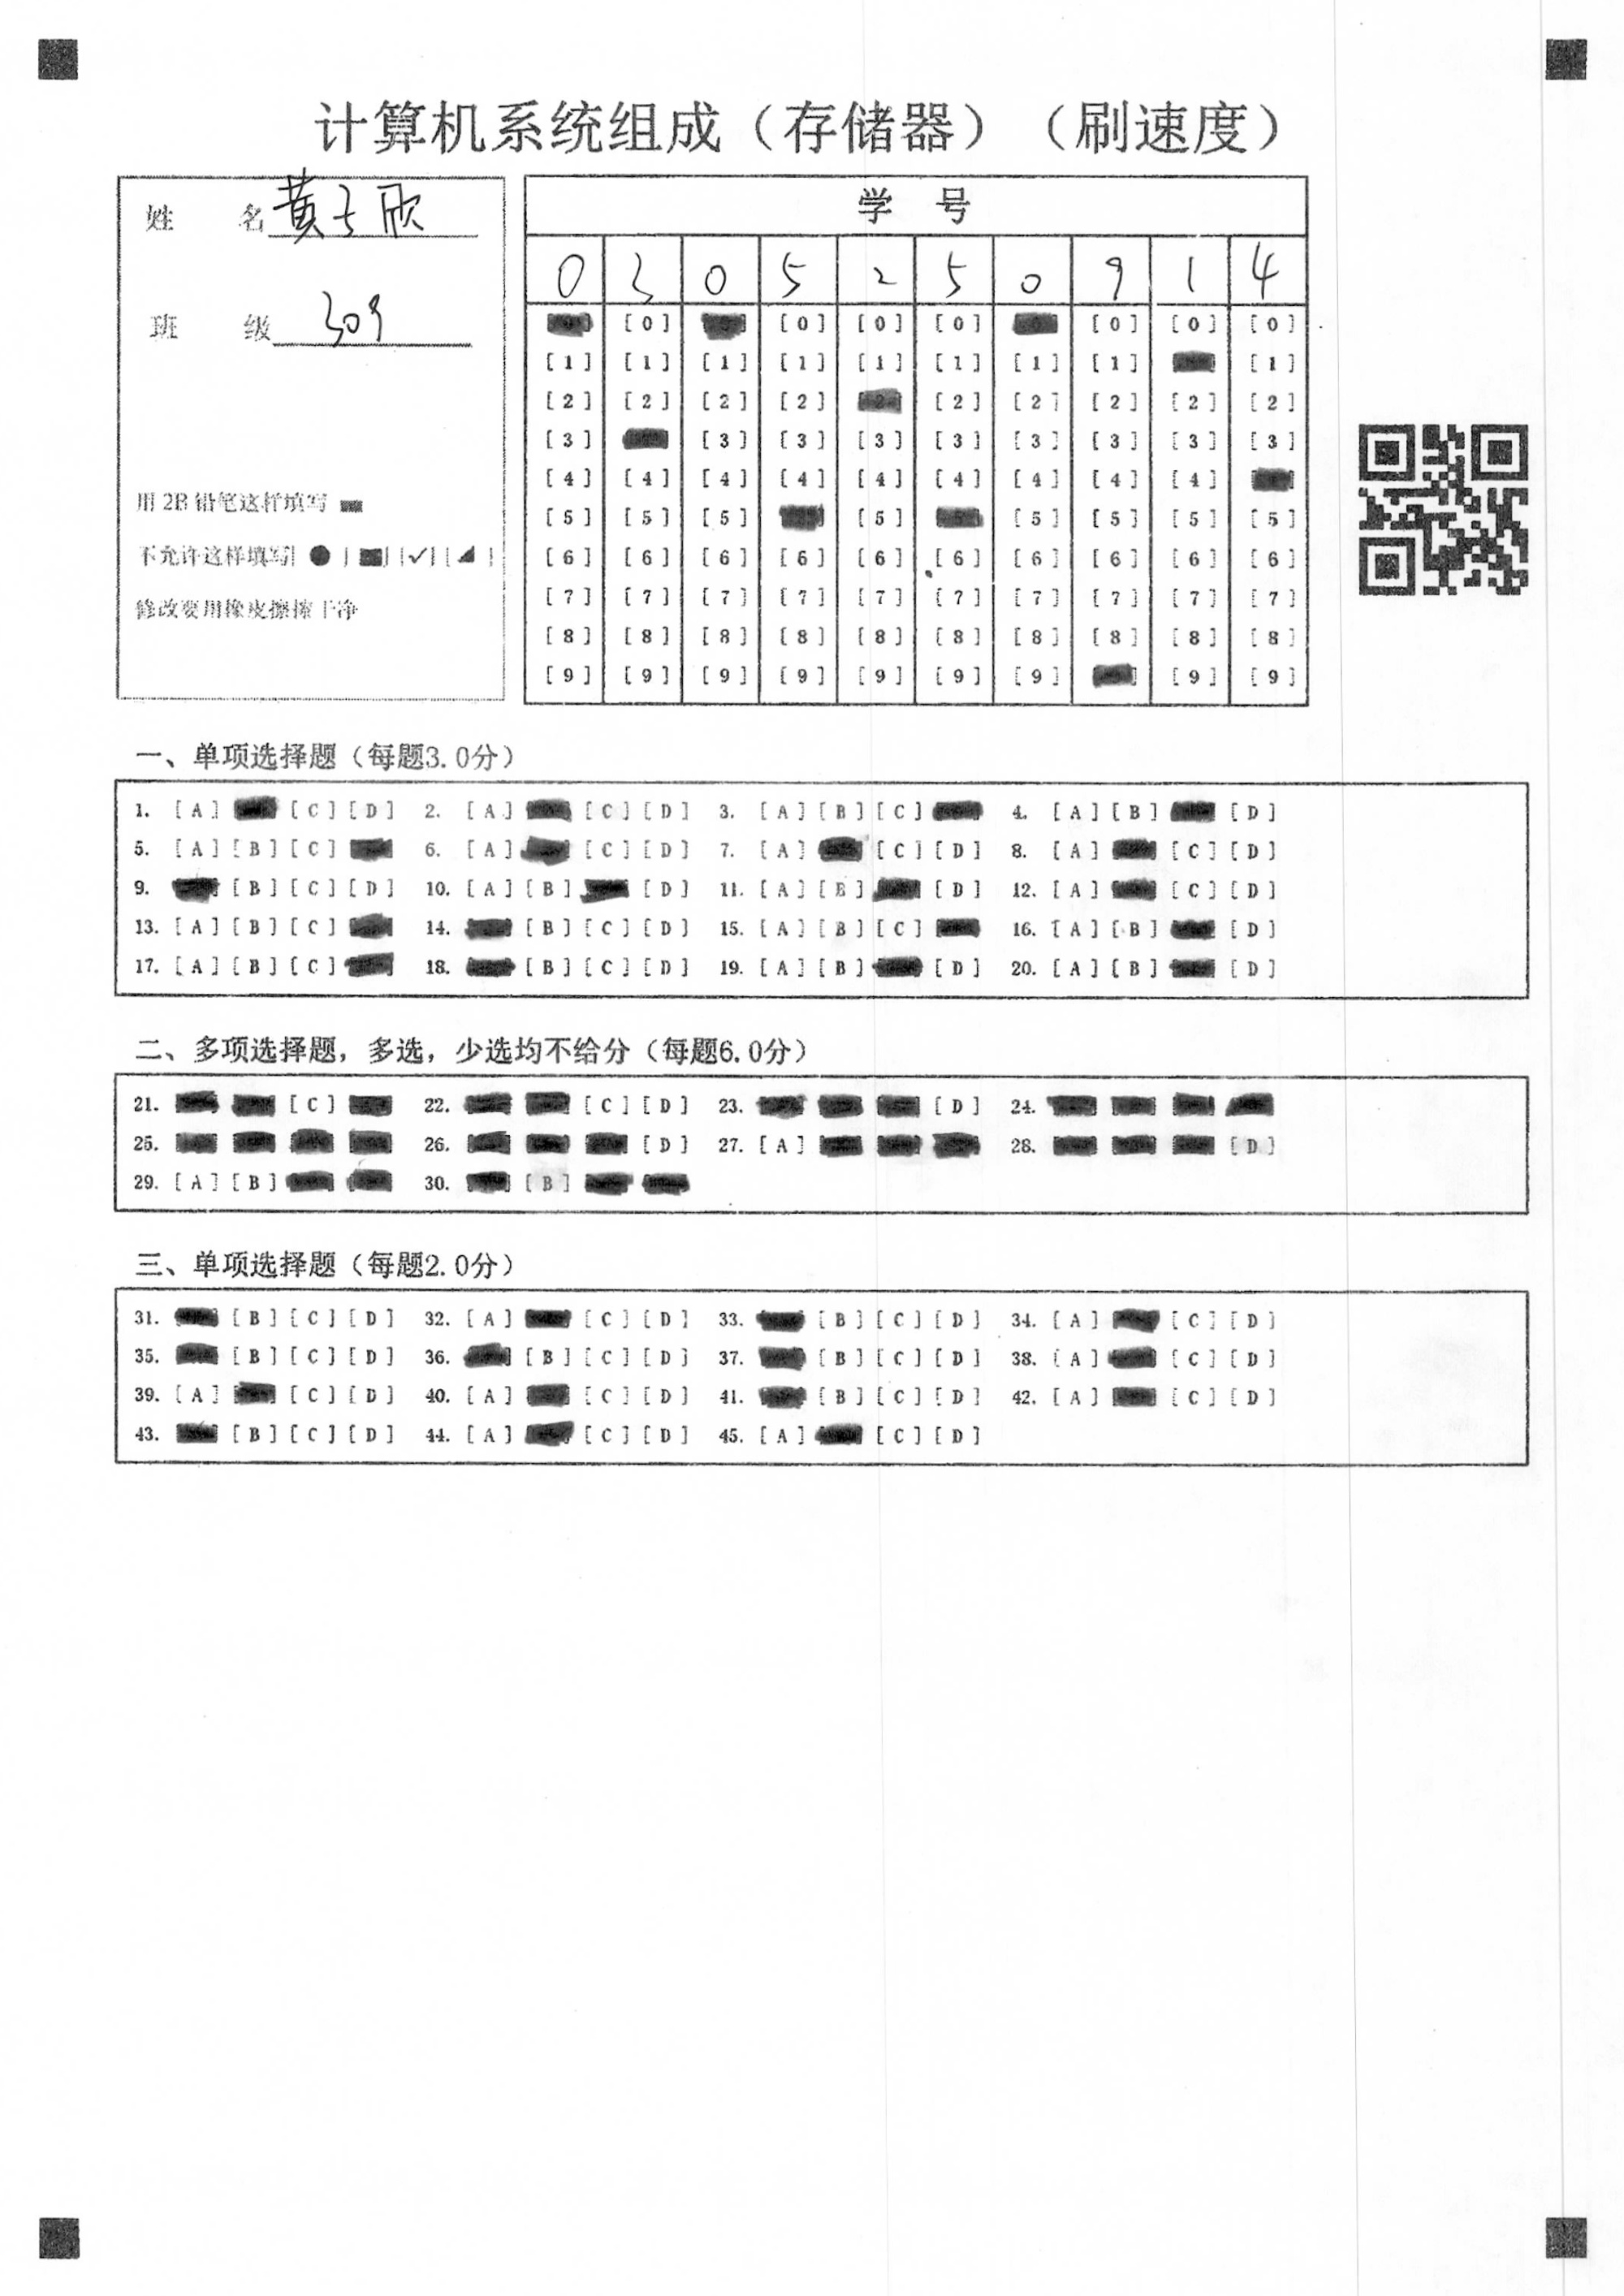 计算机系统组成（存储器）（刷速度）
姓 名 黄子欣
班 级 309
用 2B 铅笔这样填写
不允许这样填写
修改要用橡皮擦擦干净
学 号
0 3 0 5 2 5 0 9 1 4
[0] [0] [0] [0] [0] [0] [0]
[1] [1] [1] [1] [1] [1] [1] [1] [1]
[2] [2] [2] [2] [2] [2] [2] [2] [2]
[3] [3] [3] [3] [3] [3] [3] [3] [3]
[4] [4] [4] [4] [4] [4] [4] [4] [4]
[5] [5] [5] [5] [5] [5] [5] [5]
[6] [6] [6] [6] [6] [6] [6] [6] [6] [6]
[7] [7] [7] [7] [7] [7] [7] [7] [7] [7]
[8] [8] [8] [8] [8] [8] [8] [8] [8] [8]
[9] [9] [9] [9] [9] [9] [9] [9] [9]
一、单项选择题（每题3.0分）
1. [A] [C] [D] 2. [A] [C] [D] 3. [A] [B] [C] 4. [A] [B] [D]
5. [A] [B] [C] 6. [A] [C] [D] 7. [A] [C] [D] 8. [A] [C] [D]
9. [B] [C] [D] 10. [A] [B] [D] 11. [A] [B] [D] 12. [A] [C] [D]
13. [A] [B] [C] 14. [B] [C] [D] 15. [A] [B] [C] 16. [A] [B] [D]
17. [A] [B] [C] 18. [B] [C] [D] 19. [A] [B] [D] 20. [A] [B] [D]
二、多项选择题，多选，少选均不给分（每题6.0分）
21. [C] 22. [C] [D] 23. [D] 24.
25. 26. [D] 27. [A] 28. [D]
29. [A] [B] 30. [B]
三、单项选择题（每题2.0分）
31. [B] [C] [D] 32. [A] [C] [D] 33. [B] [C] [D] 34. [A] [C] [D]
35. [B] [C] [D] 36. [B] [C] [D] 37. [B] [C] [D] 38. [A] [C] [D]
39. [A] [C] [D] 40. [A] [C] [D] 41. [B] [C] [D] 42. [A] [C] [D]
43. [B] [C] [D] 44. [A] [C] [D] 45. [A] [C] [D]